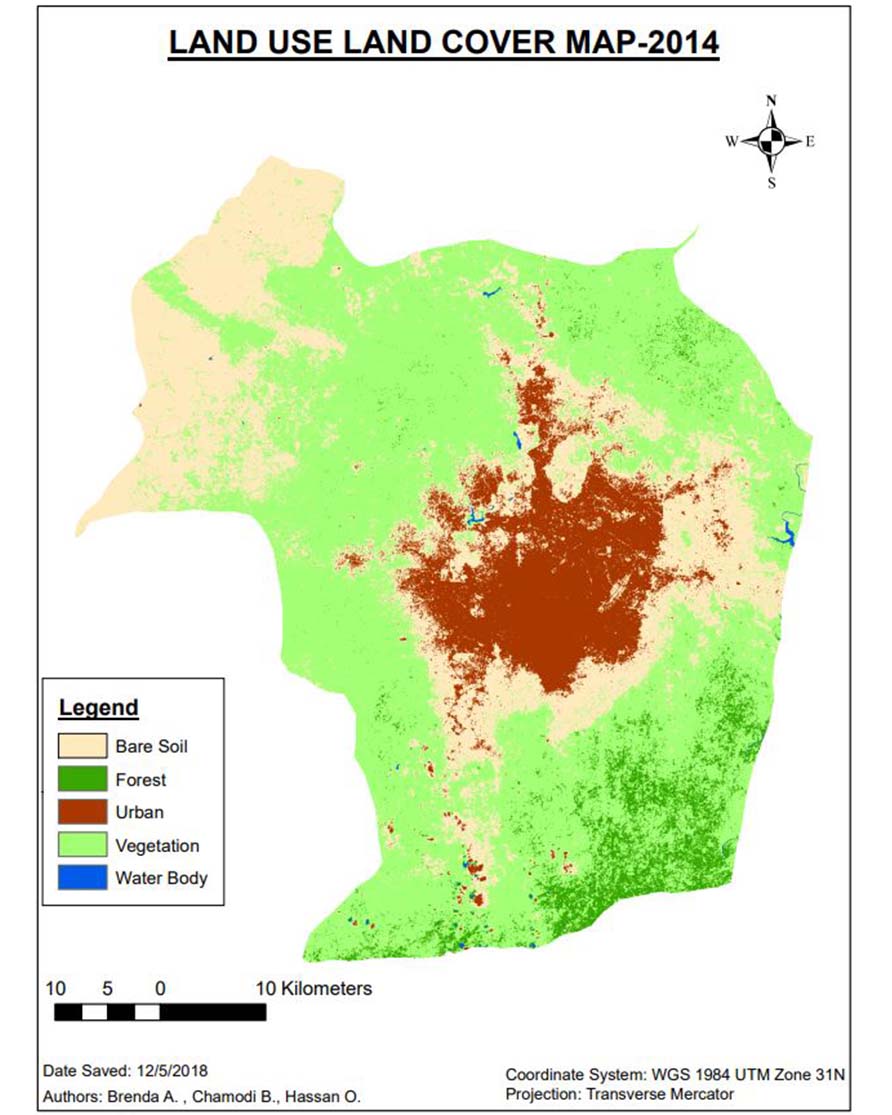 LAND USE LAND COVER MAP-2014
N
W E
S
Legend
Bare Soil
Forest
Urban
Vegetation
Water Body
10 5 0 10 Kilometers
Date Saved: 12/5/2018
Authors: Brenda A. , Chamodi B., Hassan O.
Coordinate System: WGS 1984 UTM Zone 31N
Projection: Transverse Mercator